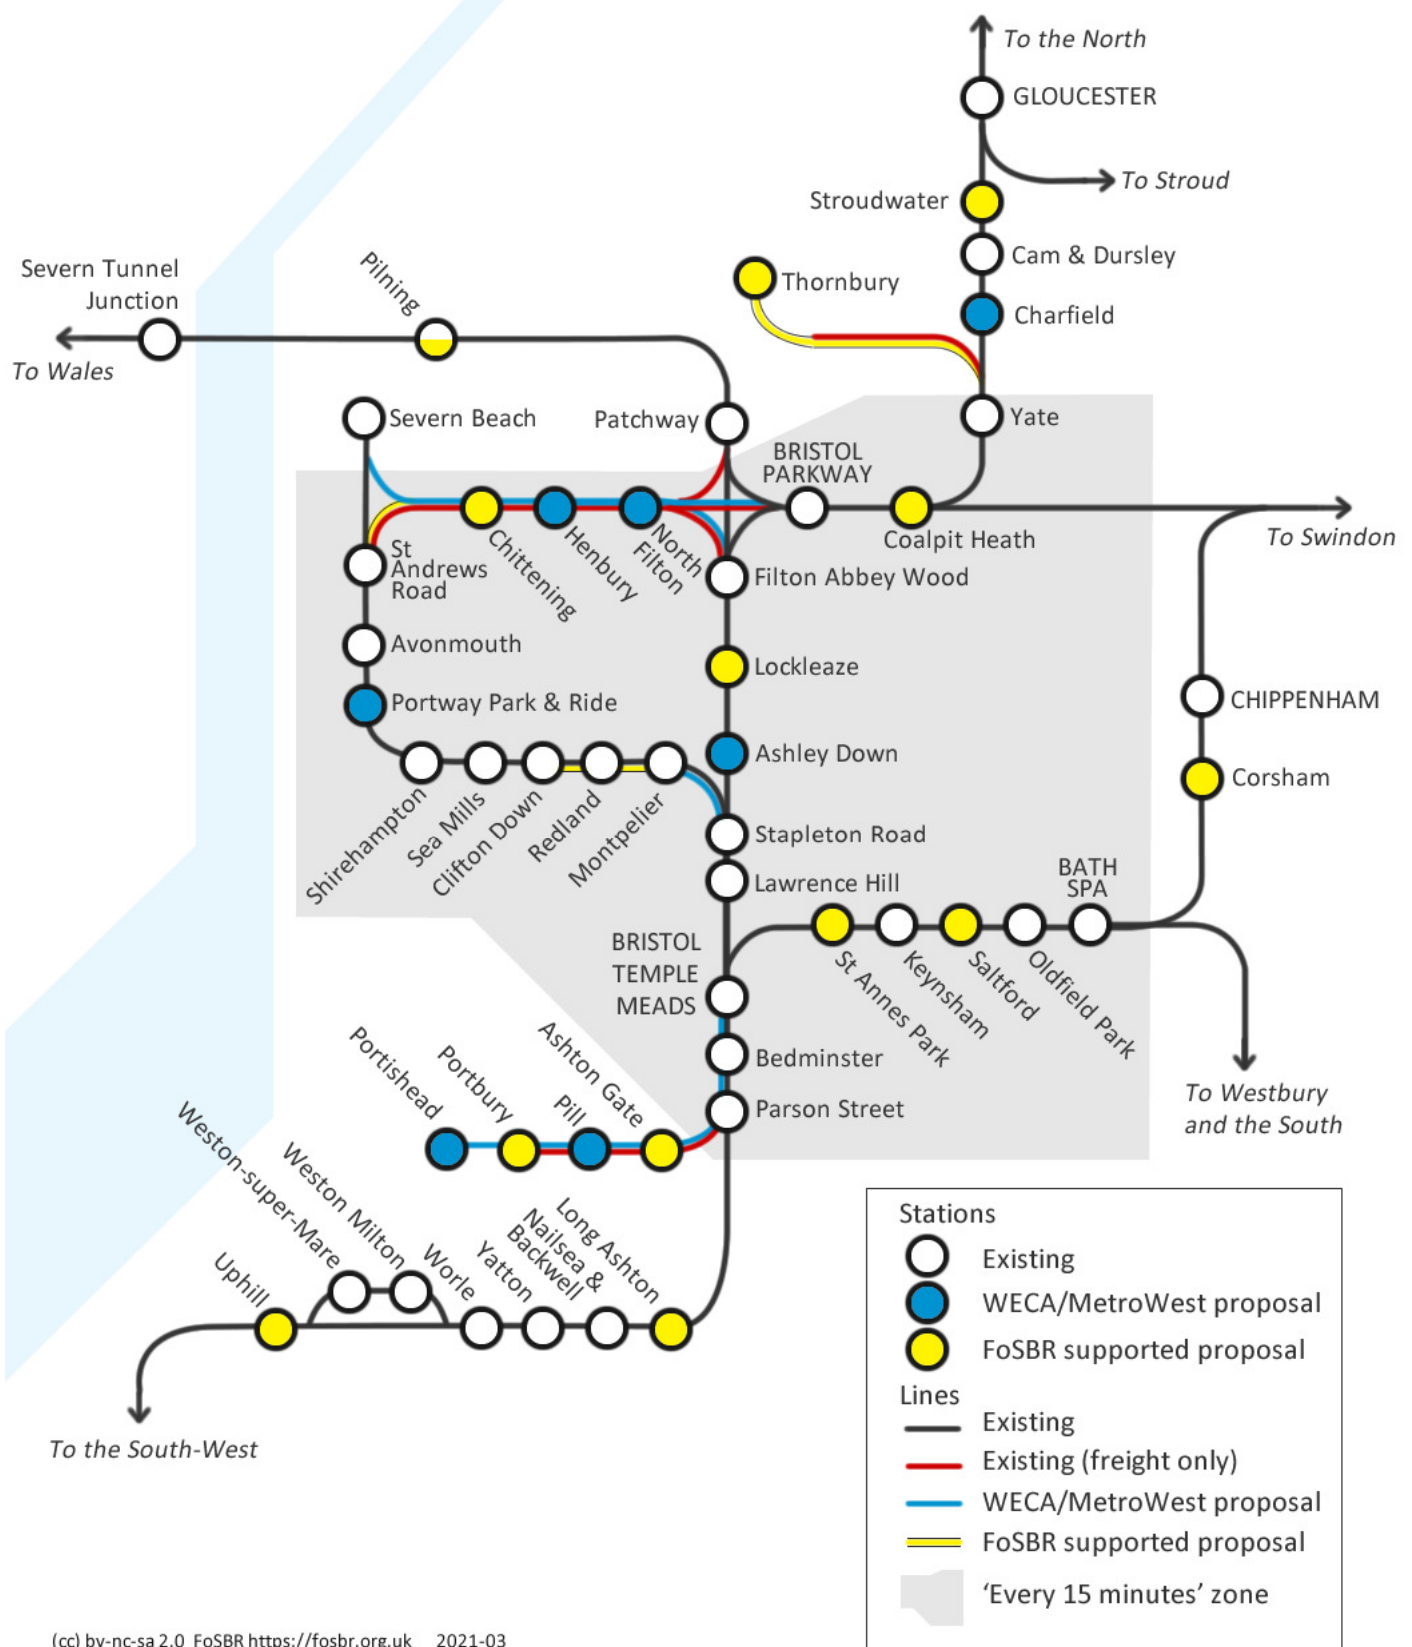 To the North
GLOUCESTER
To Stroud
Stroudwater
Cam & Dursley
Charfield
Thornbury
Severn Tunnel
Junction
Pilning
To Wales
Severn Beach
Patchway
Yate
BRISTOL
PARKWAY
Coalpit Heath
To Swindon
St
Andrews
Road
Chittening
Henbury
North
Filton
Filton Abbey Wood
Avonmouth
Lockleaze
Portway Park & Ride
CHIPPENHAM
Ashley Down
Corsham
Shirehampton
Sea Mills
Clifton Down
Redland
Montpelier
Stapleton Road
Lawrence Hill
BATH
SPA
BRISTOL
TEMPLE
MEADS
St Annes Park
Keynsham
Saltford
Oldfield Park
Bedminster
Parson Street
To Westbury
and the South
Portishead
Portbury
Pill
Ashton Gate
Weston-super-Mare
Weston Milton
Worle
Yatton
Nailsea &
Backwell
Long Ashton
Uphill
To the South-West
Stations
Existing
WECA/MetroWest proposal
FoSBR supported proposal
Lines
Existing
Existing (freight only)
WECA/MetroWest proposal
FoSBR supported proposal
‘Every 15 minutes’ zone
(cc) by-nc-sa 2.0 FoSBR https://fosbr.org.uk 2021-03